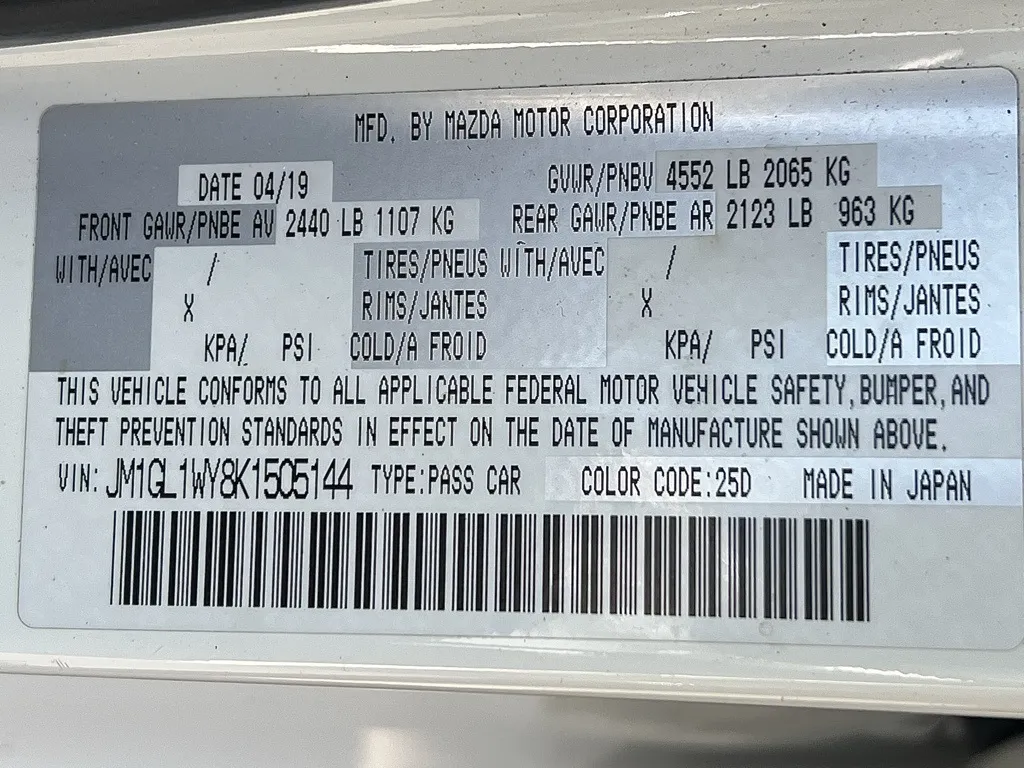 MFD. BY MAZDA MOTOR CORPORATION
DATE 04/19 GVWR/PNBV 4552 LB 2065 KG
FRONT GAWR/PNBE AV 2440 LB 1107 KG REAR GAWR/PNBE AR 2123 LB 963 KG
WITH/AVEC / TIRES/PNEUS WITH/AVEC / TIRES/PNEUS
X RIMS/JANTES X RIMS/JANTES
KPA/ PSI COLD/A FROID KPA/ PSI COLD/A FROID
THIS VEHICLE CONFORMS TO ALL APPLICABLE FEDERAL MOTOR VEHICLE SAFETY,BUMPER,AND
THEFT PREVENTION STANDARDS IN EFFECT ON THE DATE OF MANUFACTURE SHOWN ABOVE.
VIN: JM1GL1WY8K1505144 TYPE:PASS CAR COLOR CODE:25D MADE IN JAPAN